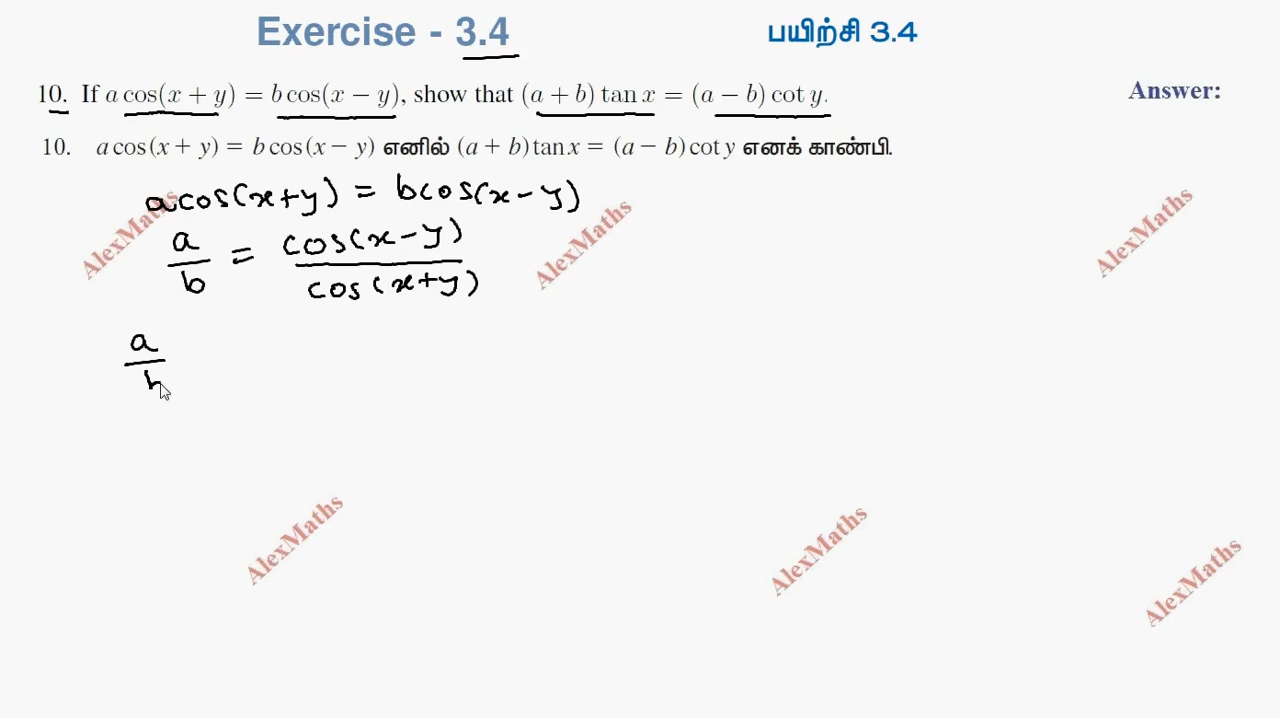 Exercise - 3.4 பயிற்சி 3.4
10. If a cos(x + y) = b cos(x − y), show that (a + b) tan x = (a − b) cot y. Answer:
10. a cos(x + y) = b cos(x − y) எனில் (a + b) tan x = (a − b) cot y எனக் காண்பி.
acos(x+y) = bcos(x-y)
a/b = cos(x-y)/cos(x+y)
AlexMaths AlexMaths AlexMaths
a/b
AlexMaths AlexMaths AlexMaths